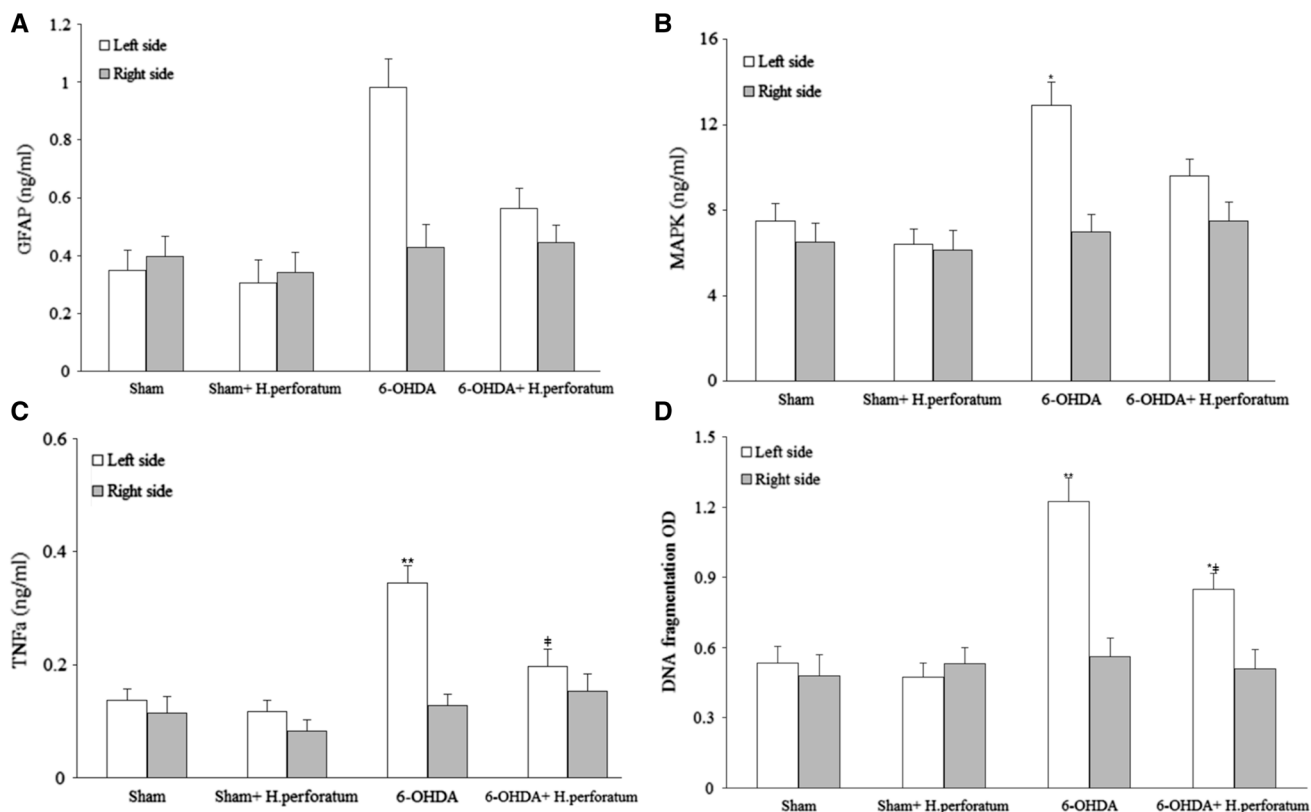 A
1.2
Left side
Right side
1
0.8
0.6
0.4
0.2
0
GFAP (ng/ml)
Sham
Sham+ H.perforatum
6-OHDA
6-OHDA+ H.perforatum
B
16
Left side
Right side
*
12
8
4
0
MAPK (ng/ml)
Sham
Sham+ H.perforatum
6-OHDA
6-OHDA+ H.perforatum
C
0.6
Left side
Right side
0.4
**
ǂ
0.2
0
TNFa (ng/ml)
Sham
Sham+ H.perforatum
6-OHDA
6-OHDA+ H.perforatum
D
1.5
Left side
Right side
**
1.2
*ǂ
0.9
0.6
0.3
0
DNA fragmentation OD
Sham
Sham+ H.perforatum
6-OHDA
6-OHDA+ H.perforatum